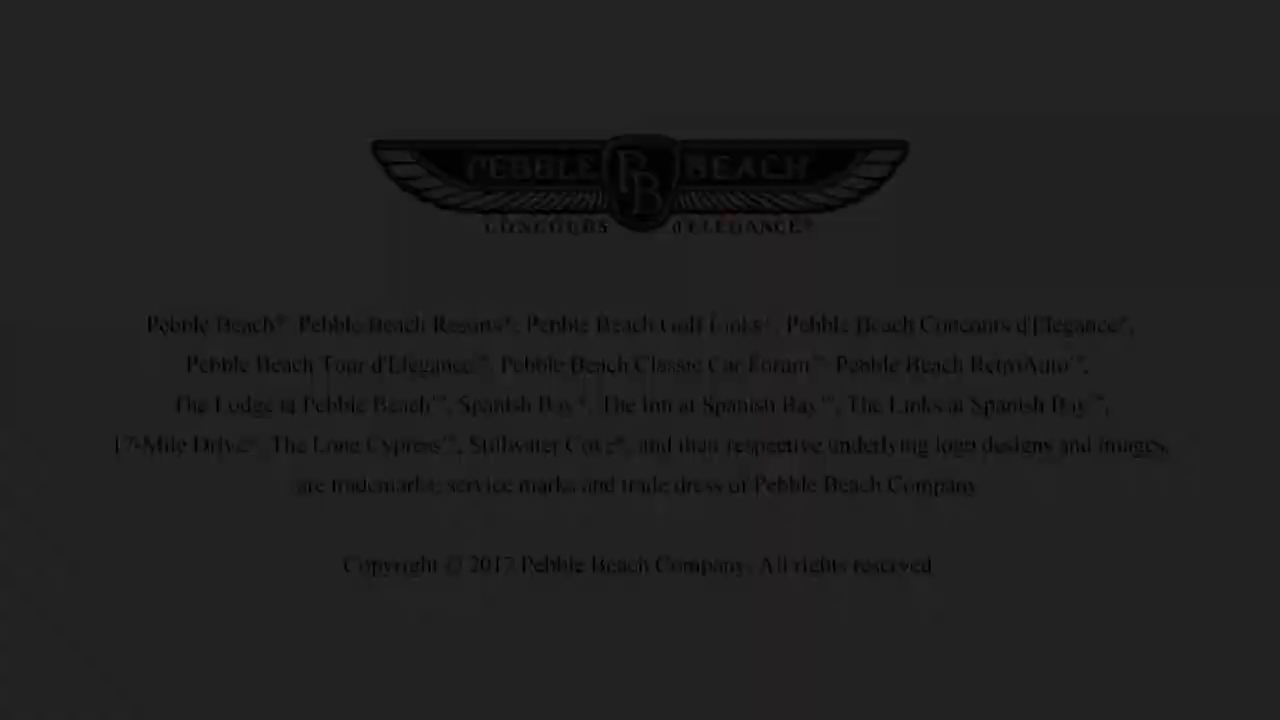 PEBBLE PB BEACH
CONCOURS d'ELEGANCE®
Pebble Beach®, Pebble Beach Resorts®, Pebble Beach Golf Links®, Pebble Beach Concours d'Elegance®,
Pebble Beach Tour d'Elegance™, Pebble Beach Classic Car Forum™, Pebble Beach RetroAuto™,
The Lodge at Pebble Beach™, Spanish Bay®, The Inn at Spanish Bay™, The Links at Spanish Bay™,
17-Mile Drive®, The Lone Cypress™, Stillwater Cove®, and their respective underlying logo designs and images,
are trademarks, service marks and trade dress of Pebble Beach Company.
Copyright © 2017 Pebble Beach Company. All rights reserved.